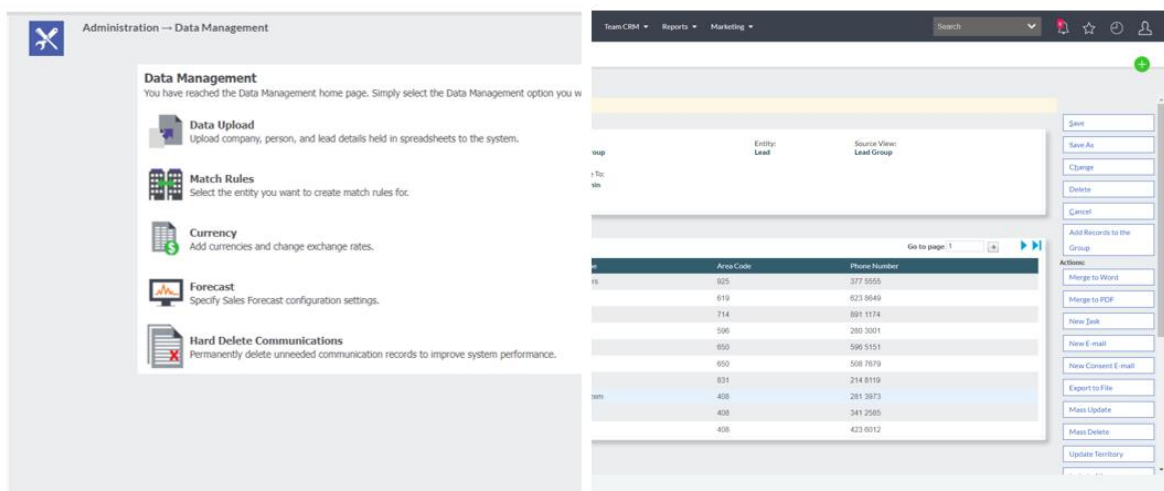 Administration → Data Management
Data Management
You have reached the Data Management home page. Simply select the Data Management option you w
Data Upload
Upload company, person, and lead details held in spreadsheets to the system.
Match Rules
Select the entity you want to create match rules for.
Currency
Add currencies and change exchange rates.
Forecast
Specify Sales Forecast configuration settings.
Hard Delete Communications
Permanently delete unneeded communication records to improve system performance.
Team CRM Reports Marketing Search
Entity: Source View:
oup Lead Lead Group
To:
min
Go to page 1
Area Code Phone Number
rs 925 377 5555
619 623 8649
714 891 1174
596 280 3001
650 596 5151
650 508 7679
831 214 8119
com 408 281 3973
408 341 2585
408 423 6012
Save
Save As
Change
Delete
Cancel
Add Records to the
Group
Actions:
Merge to Word
Merge to PDF
New Task
New E-mail
New Consent E-mail
Export to File
Mass Update
Mass Delete
Update Territory